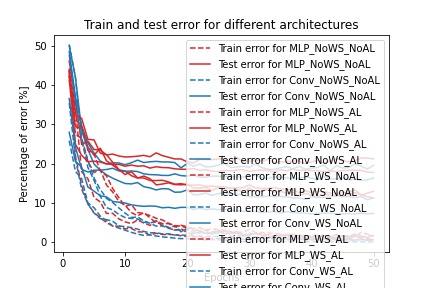 Train and test error for different architectures
Percentage of error [%]
50
40
30
20
10
0
Train error for MLP_NoWS_NoAL
Test error for MLP_NoWS_NoAL
Train error for Conv_NoWS_NoAL
Test error for Conv_NoWS_NoAL
Train error for MLP_NoWS_AL
Test error for MLP_NoWS_AL
Train error for Conv_NoWS_AL
Test error for Conv_NoWS_AL
Train error for MLP_WS_NoAL
Test error for MLP_WS_NoAL
Train error for Conv_WS_NoAL
Test error for Conv_WS_NoAL
Train error for MLP_WS_AL
Test error for MLP_WS_AL
Train error for Conv_WS_AL
Test error for Conv_WS_AL
0 10 20 30 40 50
Epochs